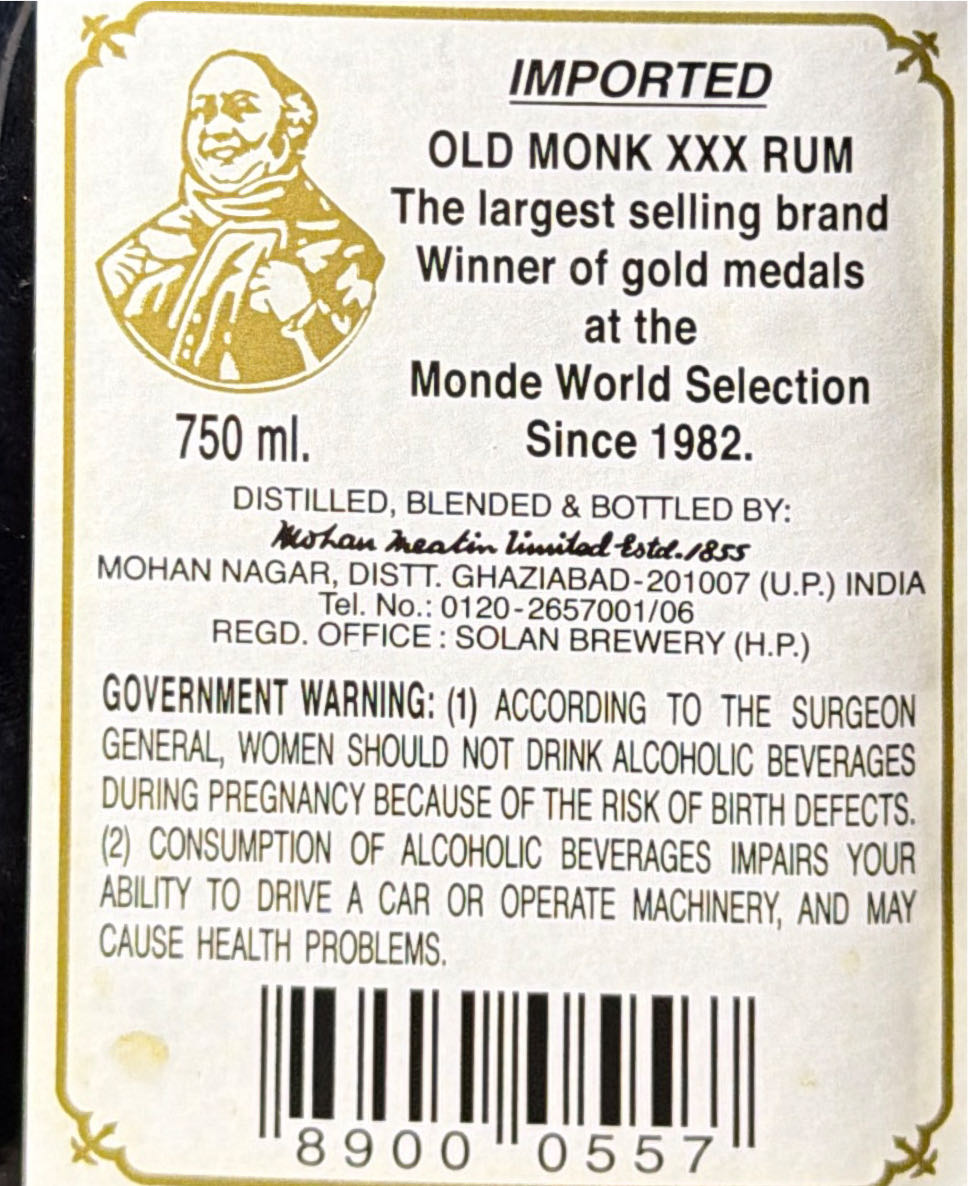 IMPORTED
OLD MONK XXX RUM
The largest selling brand
Winner of gold medals
at the
Monde World Selection
Since 1982.
750 ml.
DISTILLED, BLENDED & BOTTLED BY:
Mohan Meakin Limited Estd. 1855
MOHAN NAGAR, DISTT. GHAZIABAD-201007 (U.P.) INDIA
Tel. No.: 0120-2657001/06
REGD. OFFICE : SOLAN BREWERY (H.P.)
GOVERNMENT WARNING: (1) ACCORDING TO THE SURGEON
GENERAL, WOMEN SHOULD NOT DRINK ALCOHOLIC BEVERAGES
DURING PREGNANCY BECAUSE OF THE RISK OF BIRTH DEFECTS.
(2) CONSUMPTION OF ALCOHOLIC BEVERAGES IMPAIRS YOUR
ABILITY TO DRIVE A CAR OR OPERATE MACHINERY, AND MAY
CAUSE HEALTH PROBLEMS.
8900 0557